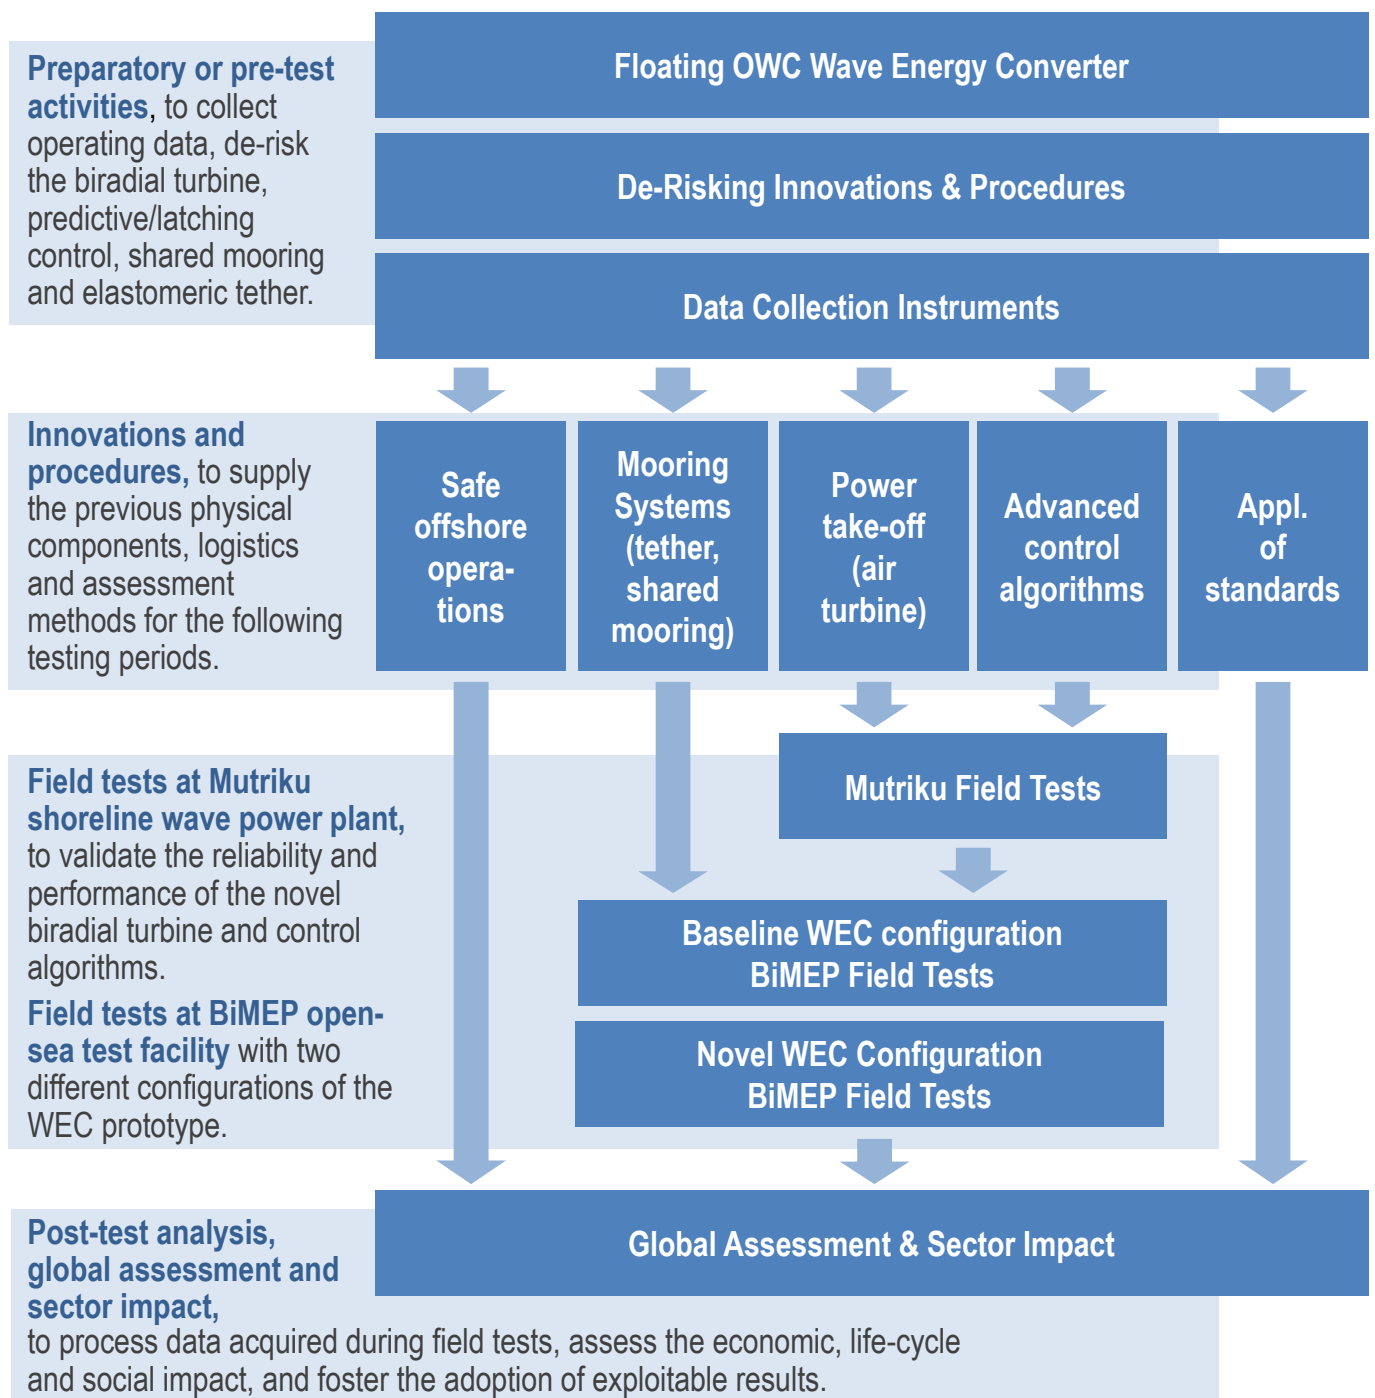 Floating OWC Wave Energy Converter
De-Risking Innovations & Procedures
Data Collection Instruments
Preparatory or pre-test
activities, to collect
operating data, de-risk
the biradial turbine,
predictive/latching
control, shared mooring
and elastomeric tether.
Innovations and
procedures, to supply
the previous physical
components, logistics
and assessment
methods for the following
testing periods.
Safe
offshore
opera-
tions
Mooring
Systems
(tether,
shared
mooring)
Power
take-off
(air
turbine)
Advanced
control
algorithms
Appl.
of
standards
Field tests at Mutriku
shoreline wave power plant,
to validate the reliability and
performance of the novel
biradial turbine and control
algorithms.
Field tests at BiMEP open-
sea test facility with two
different configurations of the
WEC prototype.
Mutriku Field Tests
Baseline WEC configuration
BiMEP Field Tests
Novel WEC Configuration
BiMEP Field Tests
Global Assessment & Sector Impact
Post-test analysis,
global assessment and
sector impact,
to process data acquired during field tests, assess the economic, life-cycle
and social impact, and foster the adoption of exploitable results.